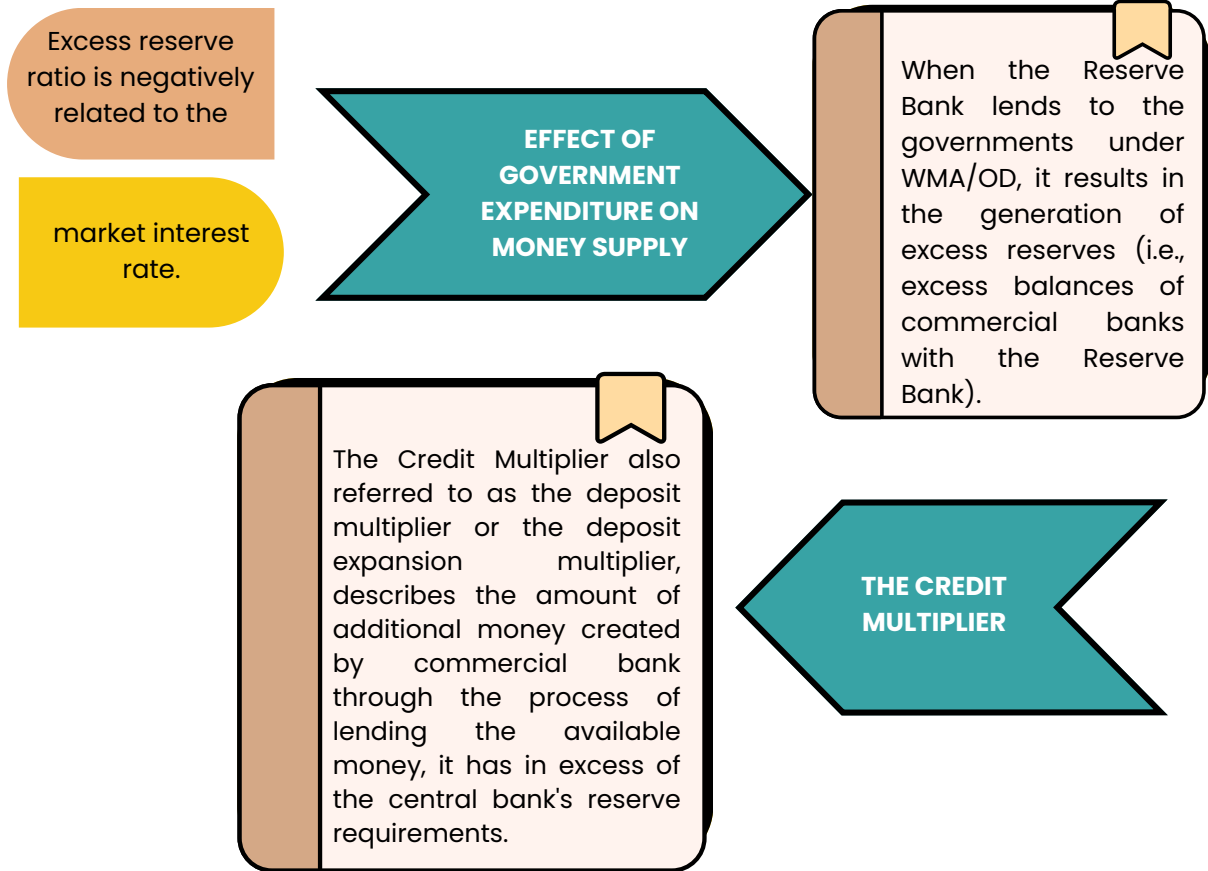 Excess reserve
ratio is negatively
related to the
market interest
rate.
EFFECT OF
GOVERNMENT
EXPENDITURE ON
MONEY SUPPLY
When the Reserve
Bank lends to the
governments under
WMA/OD, it results in
the generation of
excess reserves (i.e.,
excess balances of
commercial banks
with the Reserve
Bank).
THE CREDIT
MULTIPLIER
The Credit Multiplier also
referred to as the deposit
multiplier or the deposit
expansion multiplier,
describes the amount of
additional money created
by commercial bank
through the process of
lending the available
money, it has in excess of
the central bank's reserve
requirements.